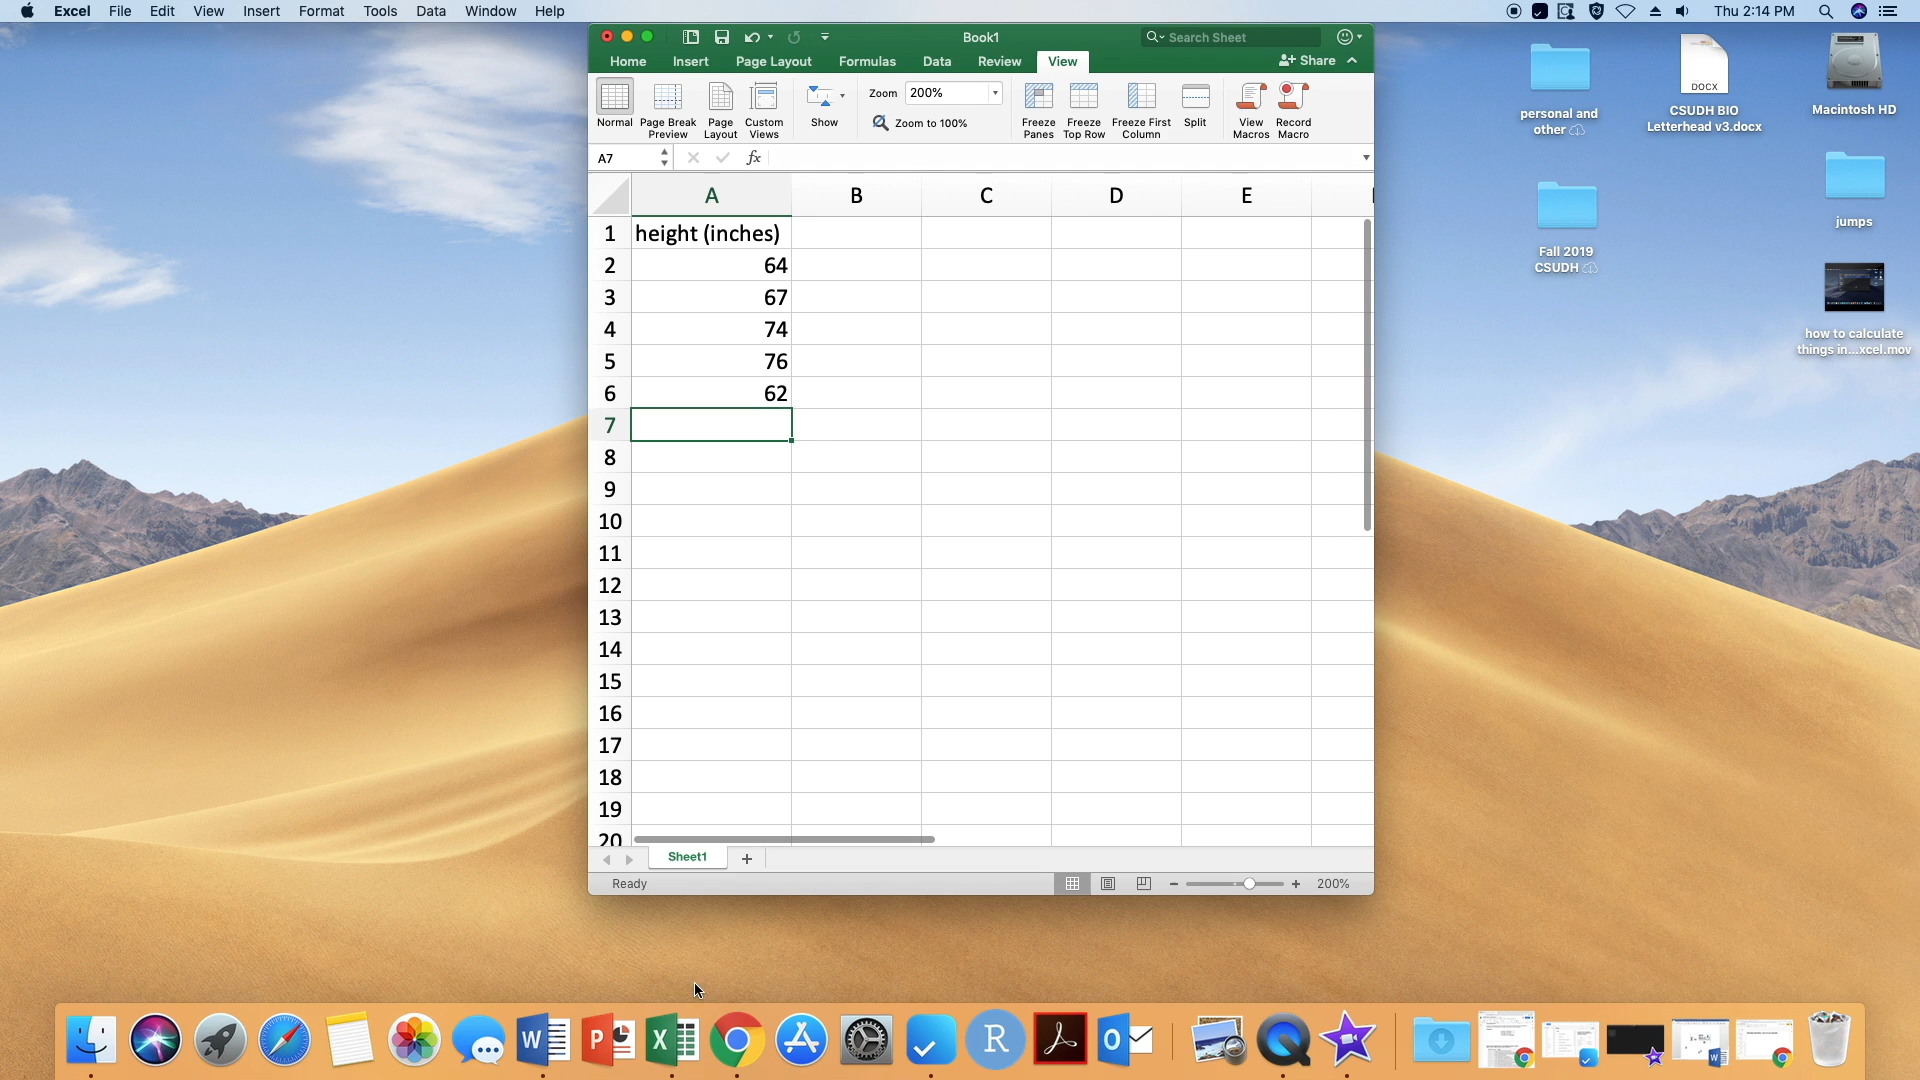 Excel File Edit View Insert Format Tools Data Window Help
Thu 2:14 PM
Book1
Search Sheet
Home Insert Page Layout Formulas Data Review View
Share
Normal
Page Break Preview
Page Layout
Custom Views
Show
Zoom 200%
Zoom to 100%
Freeze Panes
Freeze Top Row
Freeze First Column
Split
View Macros
Record Macro
A7
fx
A B C D E
1 height (inches)
2 64
3 67
4 74
5 76
6 62
7
8
9
10
11
12
13
14
15
16
17
18
19
20
Sheet1
Ready
200%
personal and
other
DOCX
CSUDH BIO
Letterhead v3.docx
Macintosh HD
Fall 2019
CSUDH
jumps
how to calculate
things in...xcel.mov